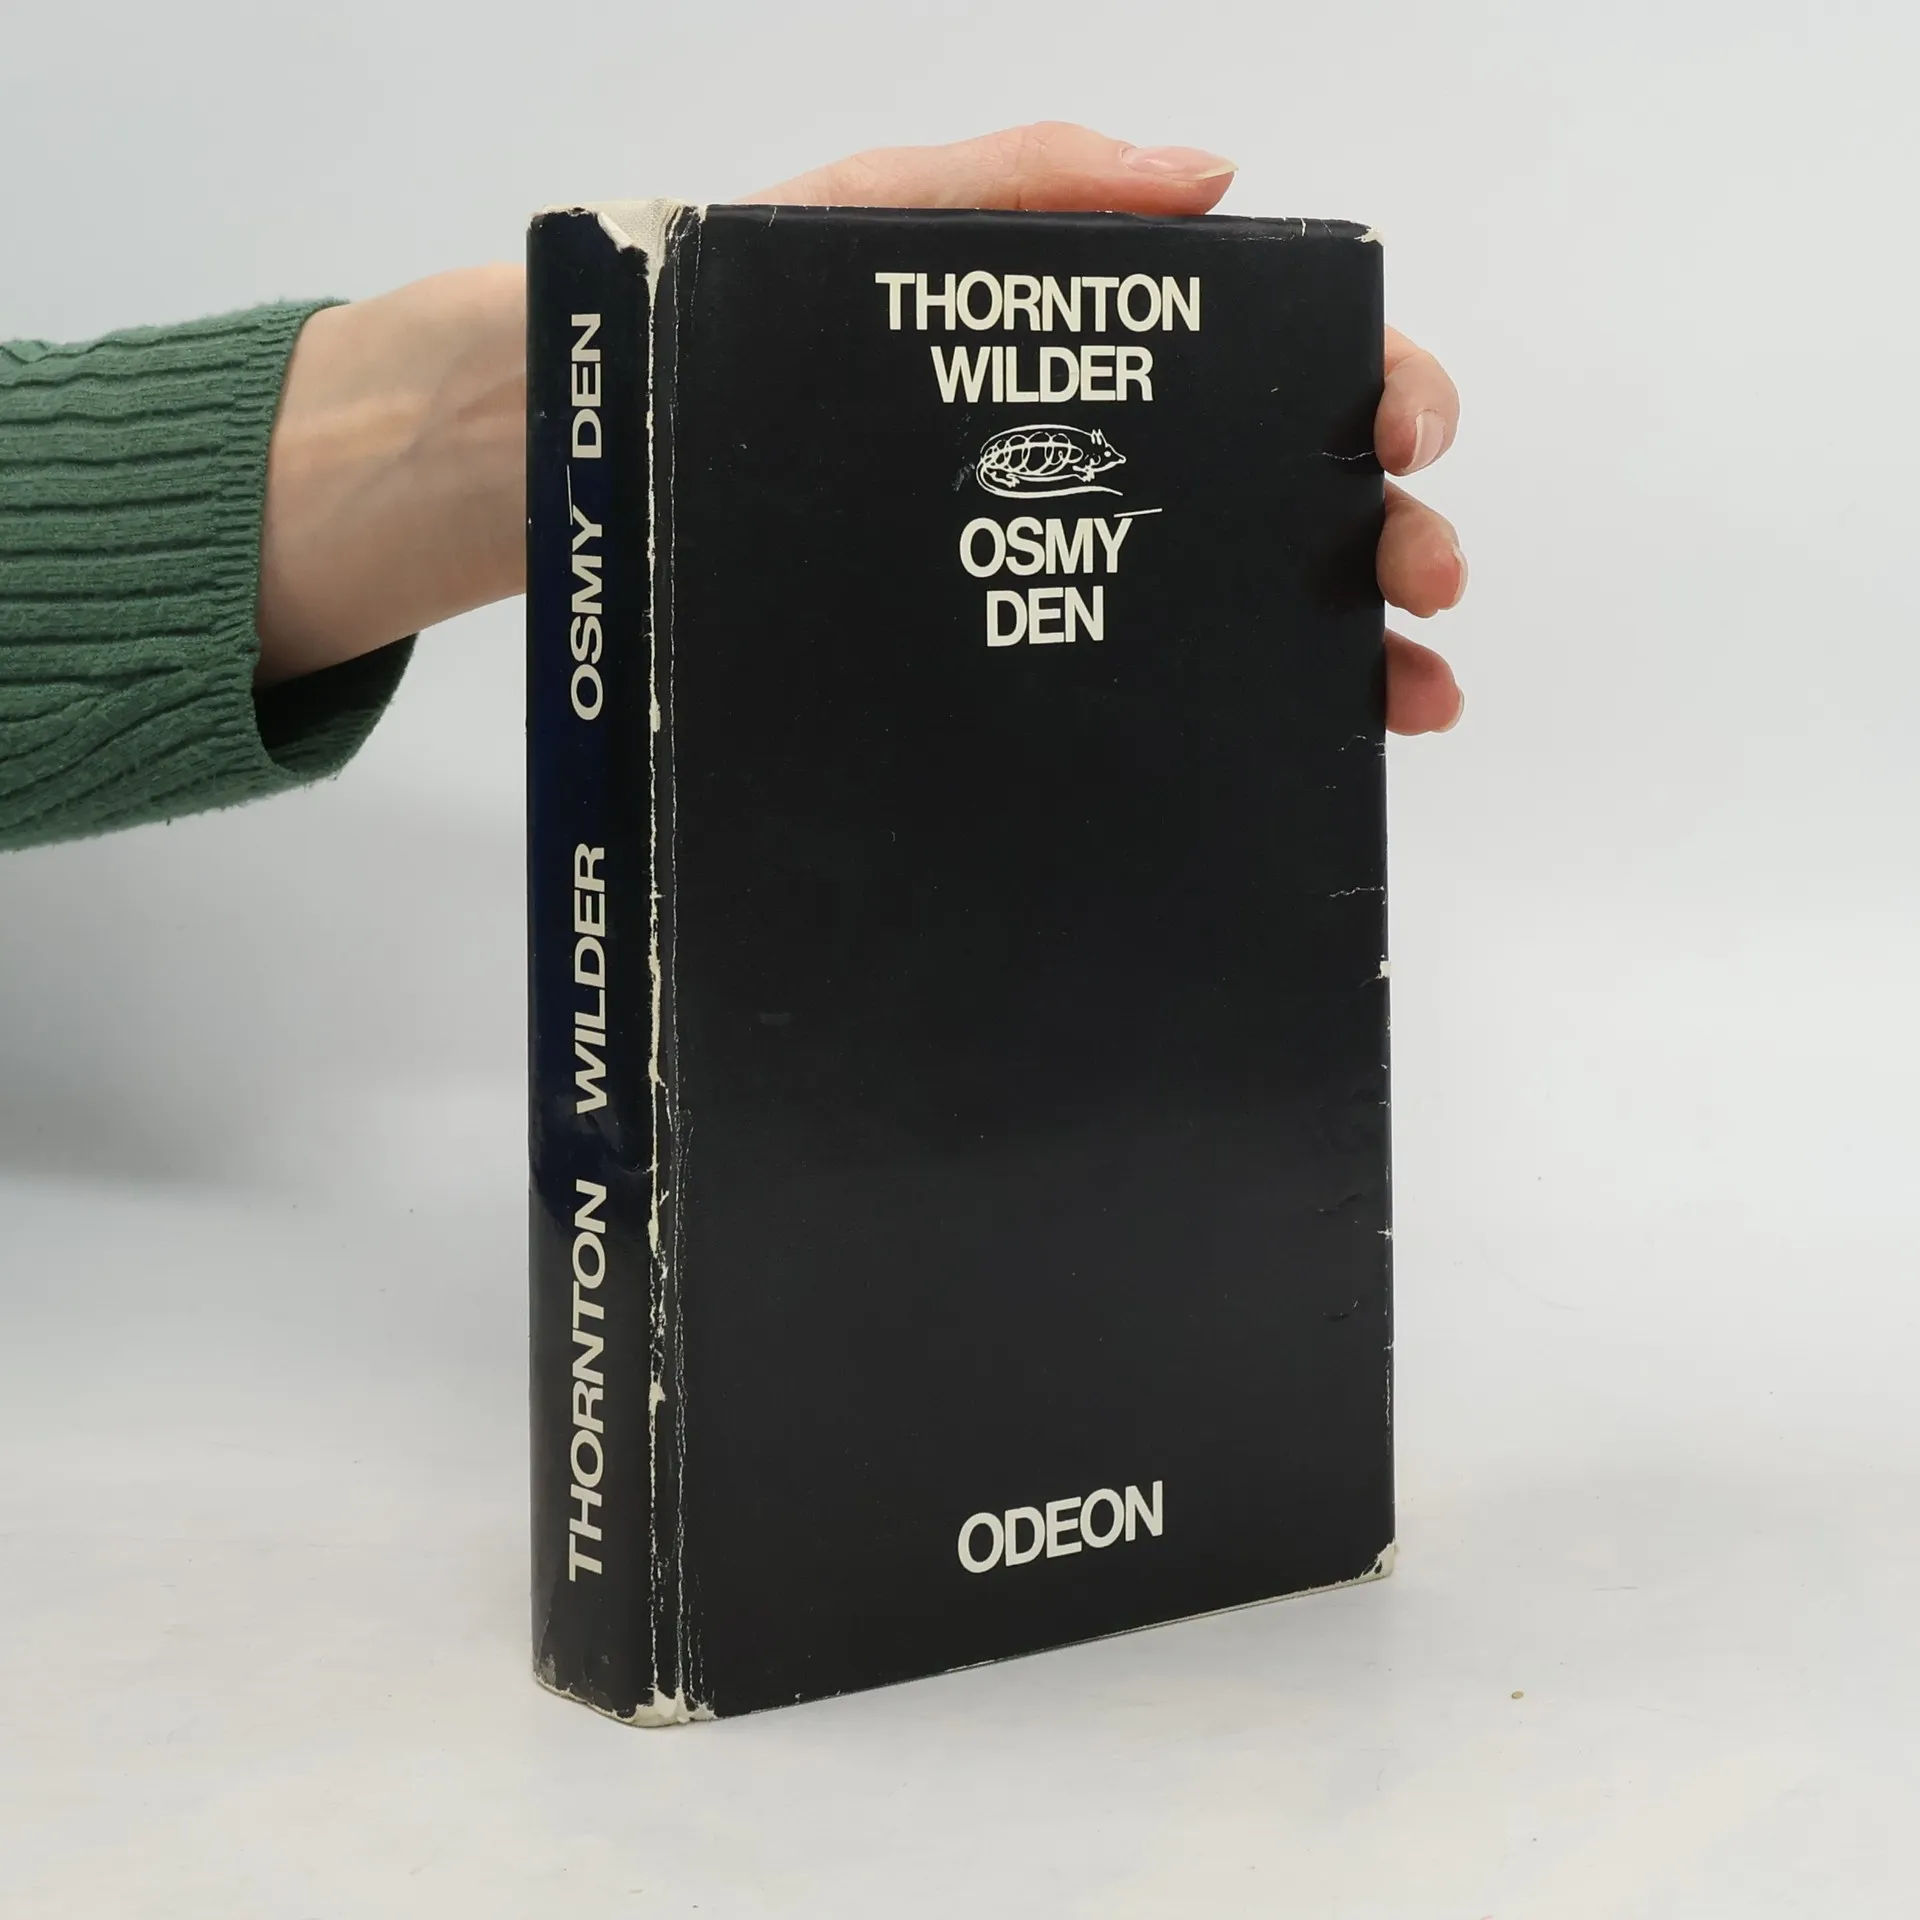 THORNTON
WILDER
OSMÝ
DEN
ODEON
THORNTON WILDER OSMÝ DEN